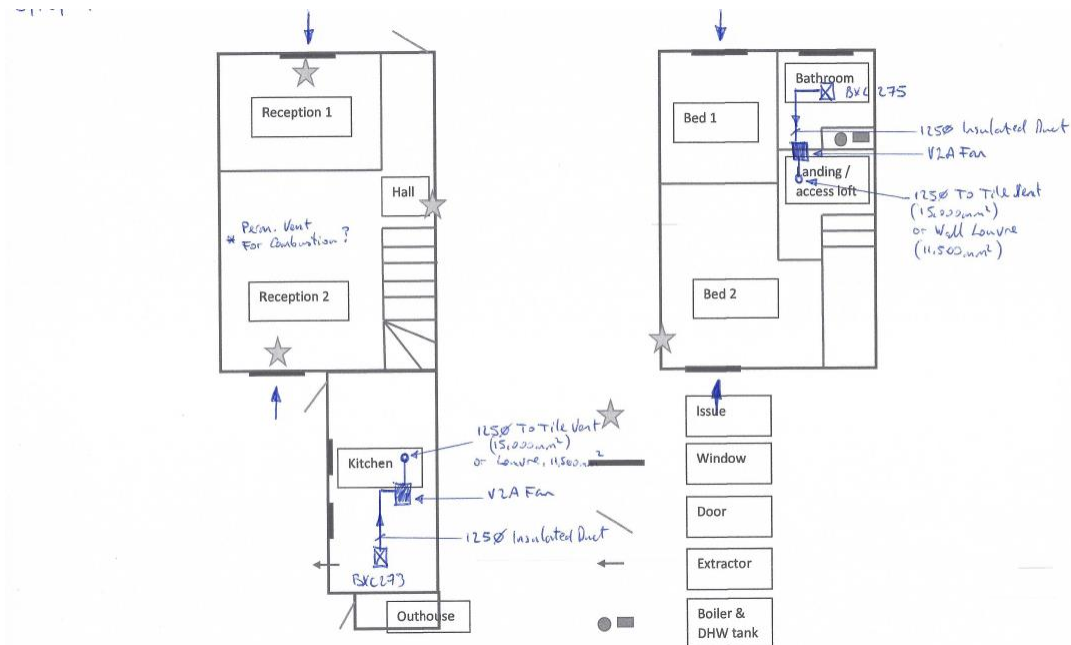 Reception 1
Hall
* Perm. Vent
For Combustion?
Reception 2
Kitchen
125Ø To Tile Vent
(15,000mm²)
or Louvre, 11,500mm²
V2A Fan
125Ø Insulated Duct
BXC273
Outhouse
Bathroom
BXC 275
Bed 1
125Ø Insulated Duct
V2A Fan
Landing /
access loft
125Ø To Tile Vent
(15,000mm²)
or Wall Louvre
(11,500mm²)
Bed 2
Issue
Window
Door
Extractor
Boiler &
DHW tank